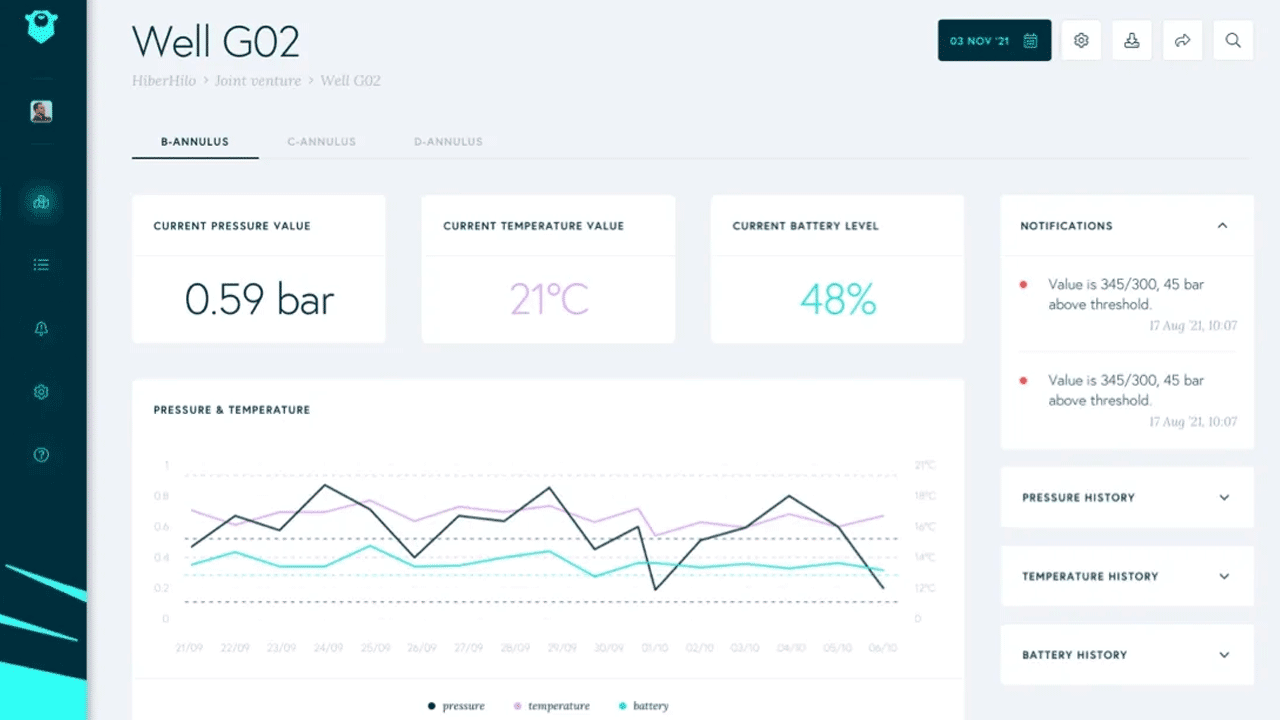 Well G02
03 NOV '21
HiberHilo > Joint venture > Well G02
B-ANNULUS C-ANNULUS D-ANNULUS
CURRENT PRESSURE VALUE
0.59 bar
CURRENT TEMPERATURE VALUE
21°C
CURRENT BATTERY LEVEL
48%
NOTIFICATIONS
Value is 345/300, 45 bar
above threshold.
17 Aug '21, 10:07
Value is 345/300, 45 bar
above threshold.
17 Aug '21, 10:07
PRESSURE & TEMPERATURE
1 21°C
0.8 18°C
0.6 16°C
0.4 14°C
0.2 12°C
0 0
21/09 22/09 23/09 24/09 25/09 26/09 27/09 28/09 29/09 30/09 01/10 02/10 03/10 04/10 05/10 06/10
pressure temperature battery
PRESSURE HISTORY
TEMPERATURE HISTORY
BATTERY HISTORY